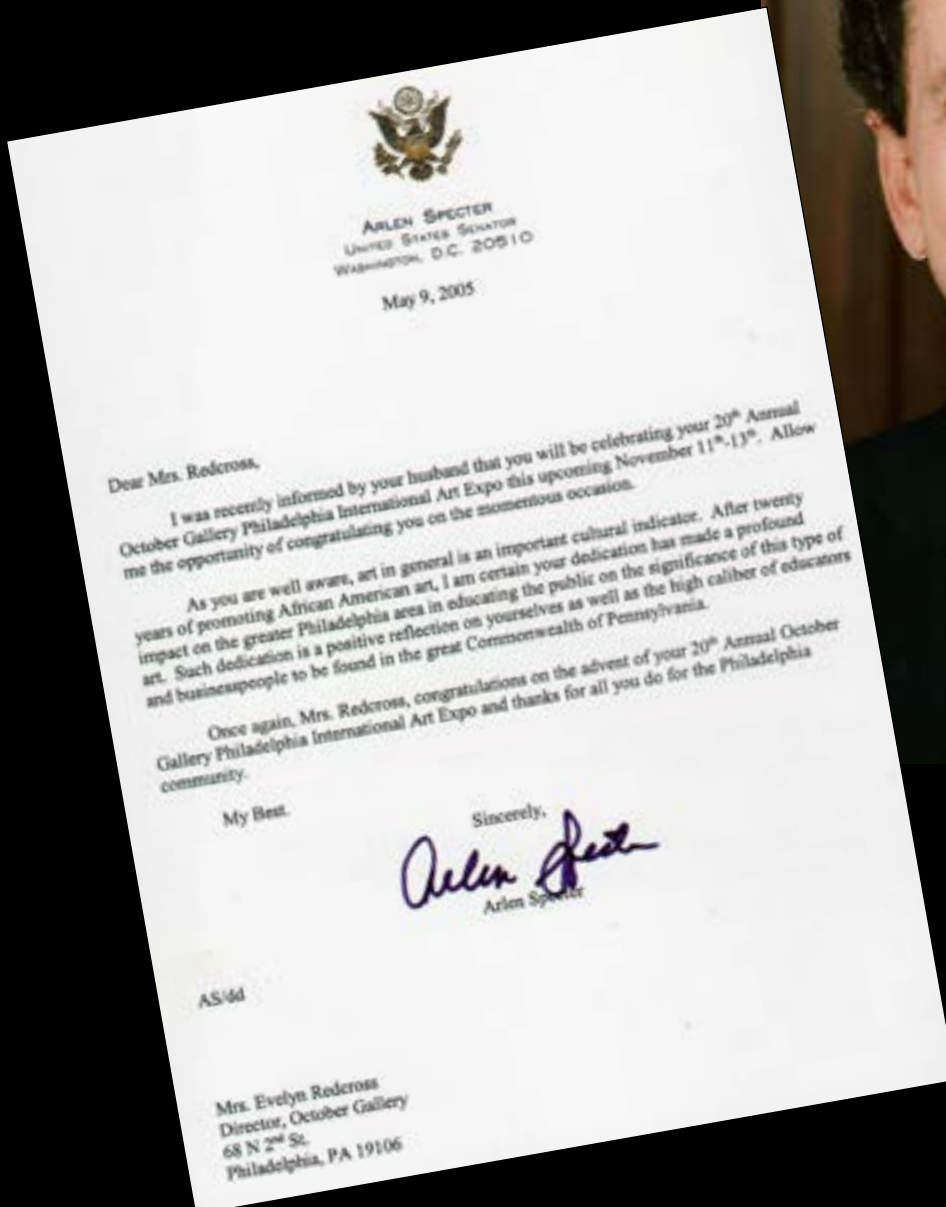 ARLEN SPECTER
UNITED STATES SENATOR
WASHINGTON, D.C. 20510
May 9, 2005
Dear Mrs. Redcross,
I was recently informed by your husband that you will be celebrating your 20th Annual
October Gallery Philadelphia International Art Expo this upcoming November 11th-13th. Allow
me the opportunity of congratulating you on the momentous occasion.
As you are well aware, art in general is an important cultural indicator. After twenty
years of promoting African American art, I am certain your dedication has made a profound
impact on the greater Philadelphia area in educating the public on the significance of this type of
art. Such dedication is a positive reflection on yourselves as well as the high caliber of educators
and businesspeople to be found in the great Commonwealth of Pennsylvania.
Once again, Mrs. Redcross, congratulations on the advent of your 20th Annual October
Gallery Philadelphia International Art Expo and thanks for all you do for the Philadelphia
community.
My Best.
Sincerely,
Arlen Specter
Arlen Specter
AS/dd
Mrs. Evelyn Redcross
Director, October Gallery
68 N 2nd St.
Philadelphia, PA 19106